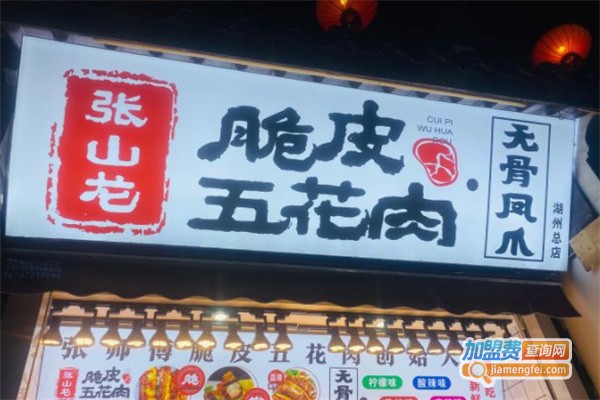 张山龙
脆皮
五花肉
CUI PI
WU HUA
ROU
无骨凤爪
湖州总店
张师傅脆皮五花肉创始人
张山龙
脆皮
五花肉
脆
无骨
柠檬味
酸辣味
加盟费查询网
jiamengfei.com